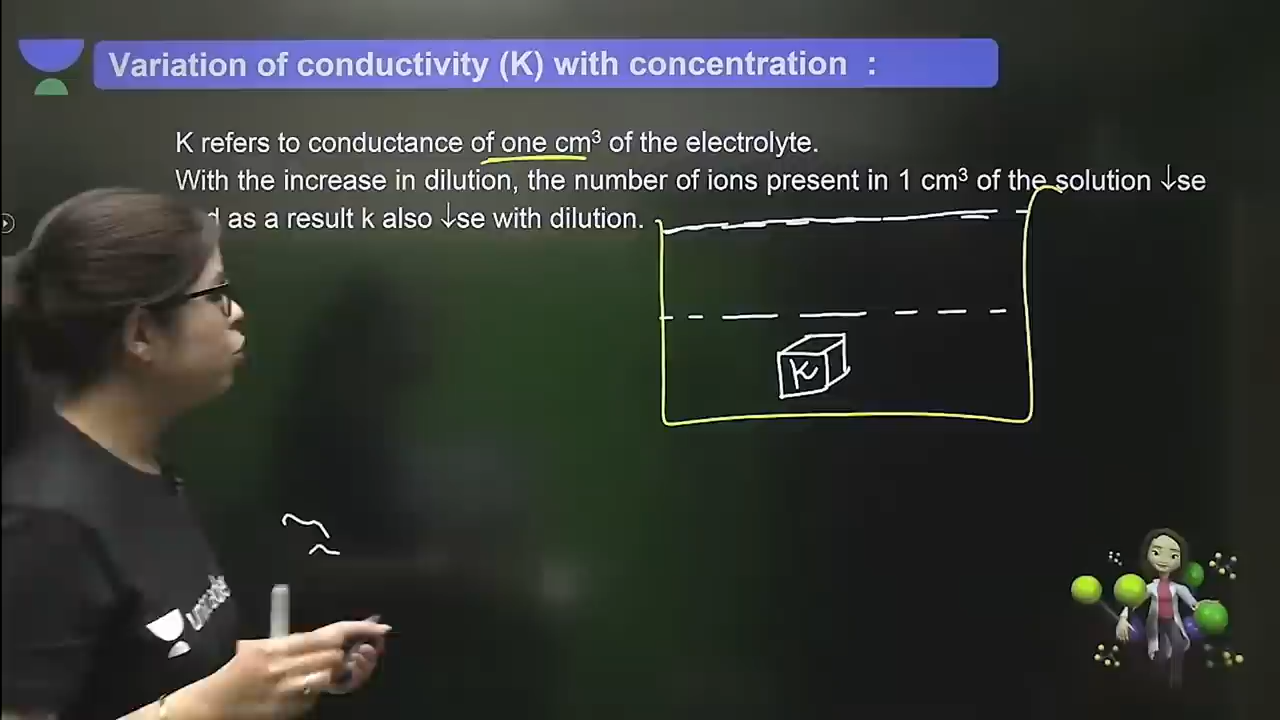 Variation of conductivity (K) with concentration :
K refers to conductance of one cm³ of the electrolyte.
With the increase in dilution, the number of ions present in 1 cm³ of the solution ↓se
as a result k also ↓se with dilution.
K